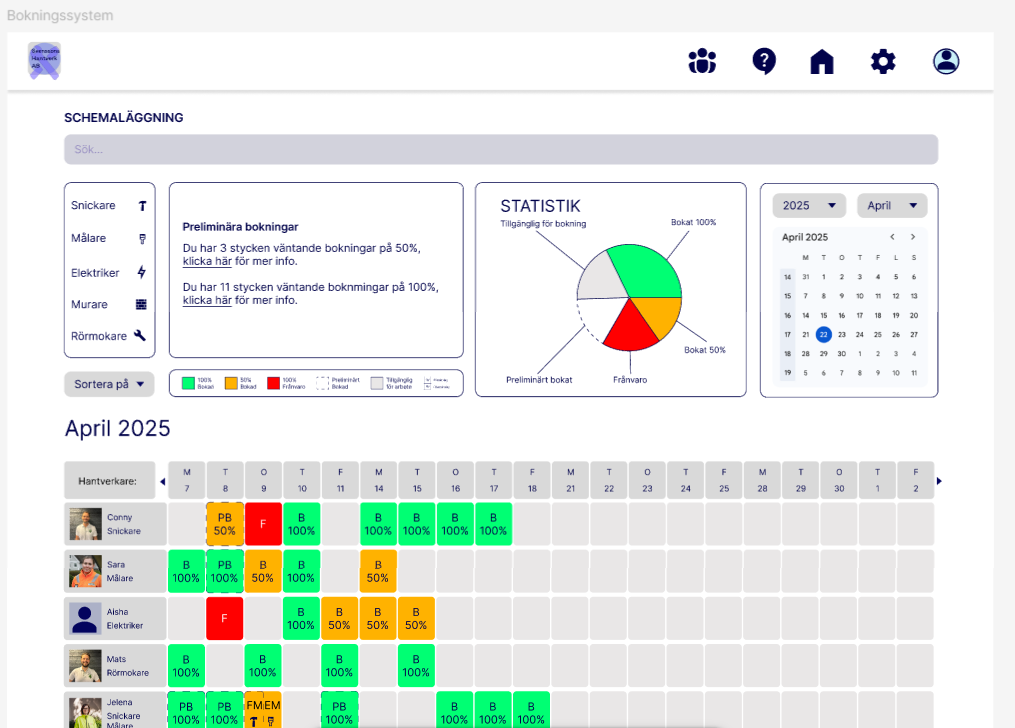 Bokningssystem
Svenssons
Hantverk
AB
SCHEMALÄGGNING
Sök...
Snickare
Målare
Elektriker
Murare
Rörmokare
Sortera på
Preliminära bokningar
Du har 3 stycken väntande bokningar på 50%,
klicka här för mer info.
Du har 11 stycken väntande boknmingar på 100%,
klicka här för mer info.
100%
Bokad
50%
Bokad
100%
Frånvaro
Preliminärt
Bokad
Tillgänglig
för arbete
STATISTIK
Tillgänglig för bokning
Bokat 100%
Bokat 50%
Preliminärt bokat
Frånvaro
2025
April
April 2025
M T O T F L S
14 31 1 2 3 4 5 6
15 7 8 9 10 11 12 13
16 14 15 16 17 18 19 20
17 21 22 23 24 25 26 27
18 28 29 30 1 2 3 4
19 5 6 7 8 9 10 11
April 2025
Hantverkare:
M T O T F M T O T F M T O T F M T O T F
7 8 9 10 11 14 15 16 17 18 21 22 23 24 25 28 29 30 1 2
Conny
Snickare
PB F B B B B B
50% 100% 100% 100% 100% 100%
Sara
Målare
B PB B B B
100% 100% 50% 100% 50%
Aisha
Elektriker
F B B B B
100% 50% 50% 50%
Mats
Rörmokare
B B B B
100% 100% 100% 100%
Jelena
Snickare
Målare
PB PB FM EM PB B B B
100% 100% 100% 100% 100% 100%